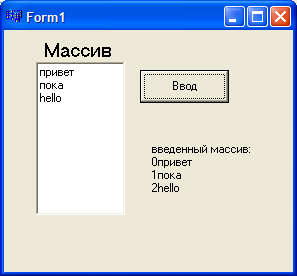 Form1
Массив
привет
пока
hello
Ввод
введенный массив:
0привет
1пока
2hello